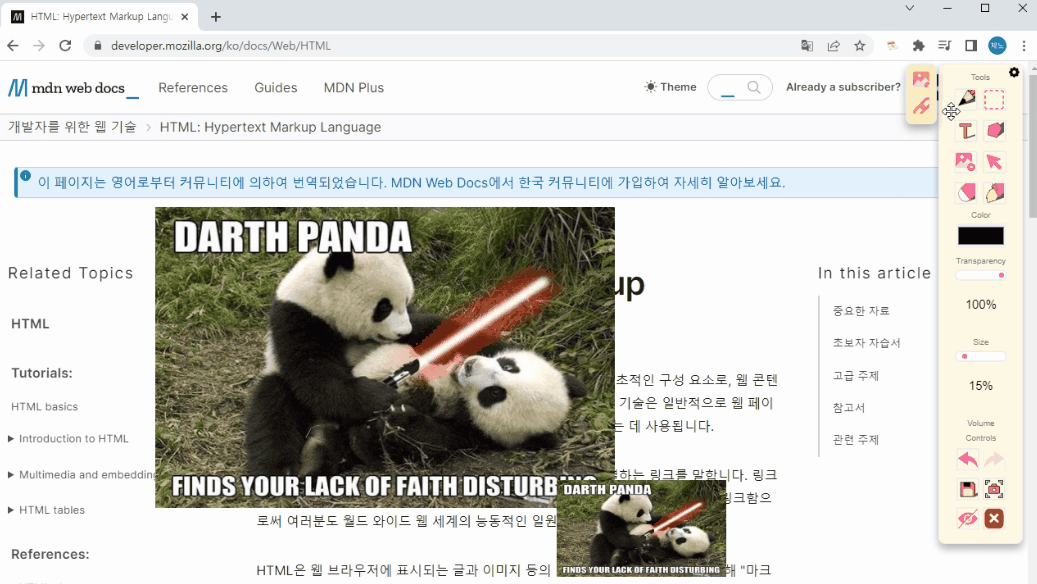 HTML: Hypertext Markup Langu
developer.mozilla.org/ko/docs/Web/HTML
mdn web docs
References
Guides
MDN Plus
Theme
Already a subscriber?
개발자를 위한 웹 기술
HTML: Hypertext Markup Language
이 페이지는 영어로부터 커뮤니티에 의하여 번역되었습니다. MDN Web Docs에서 한국 커뮤니티에 가입하여 자세히 알아보세요.
Related Topics
HTML
Tutorials:
HTML basics
Introduction to HTML
Multimedia and embedding
HTML tables
References:
DARTH PANDA
FINDS YOUR LACK OF FAITH DISTURB
up
초적인 구성 요소로, 웹 콘텐
기술은 일반적으로 웹 페이
는 데 사용됩니다.
하는 링크를 말합니다. 링크
링크함으
로써 여러분도 월드 와이드 웹 세계의 능동적인 일원
DARTH PANDA
FINDS YOUR LACK OF FAITH DISTURBING
HTML은 웹 브라우저에 표시되는 글과 이미지 등의
해 "마크
In this article
중요한 자료
초보자 자습서
고급 주제
참고서
관련 주제
Tools
Color
Transparency
100%
Size
15%
Volume
Controls